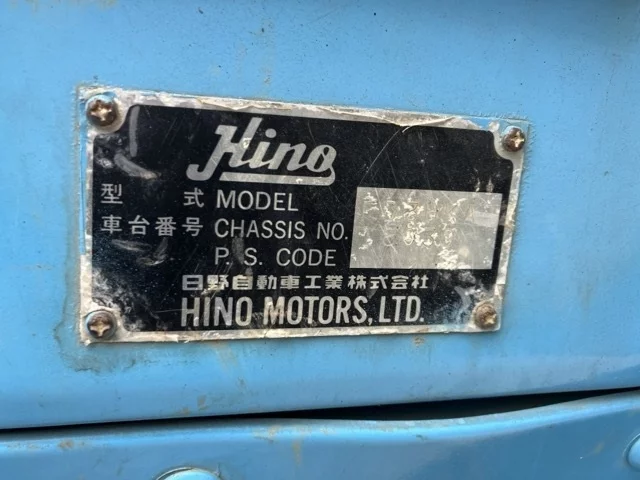 Hino
型 式 MODEL
車台番号 CHASSIS NO.
P. S. CODE
日野自動車工業株式会社
HINO MOTORS, LTD.